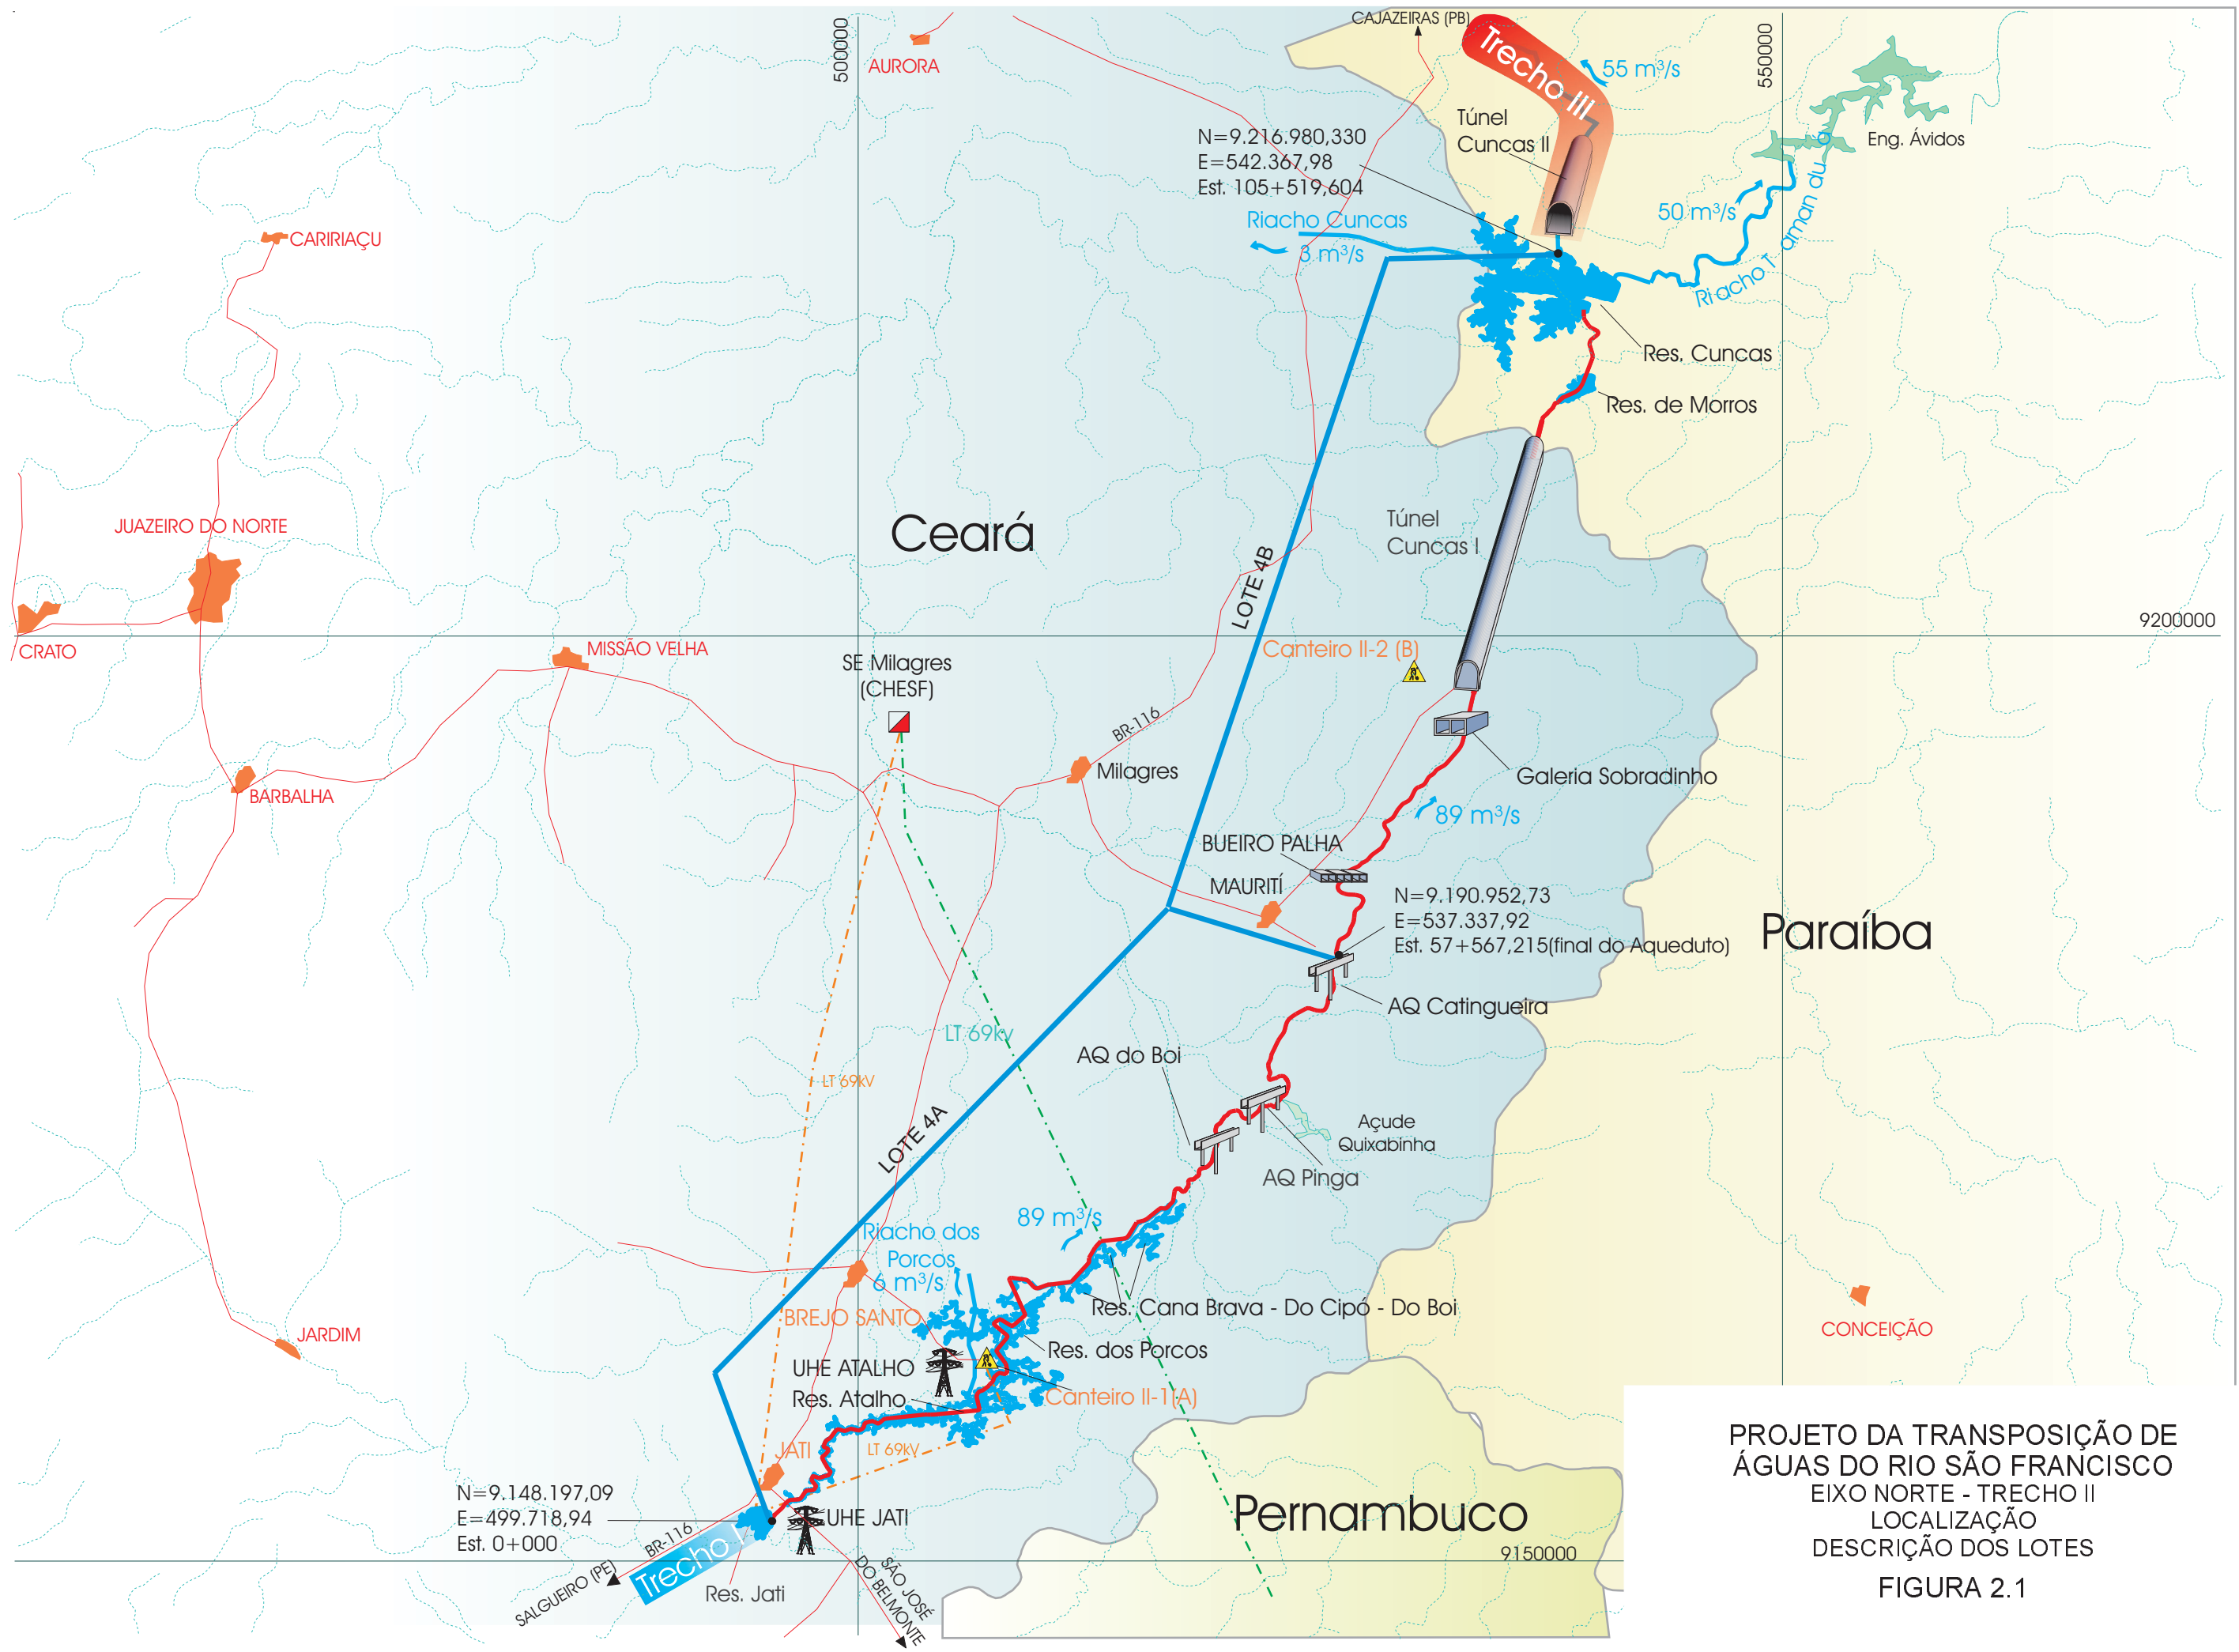 CAJAZEIRAS (PB)
500000
550000
AURORA
Trecho III
55 m³/s
Túnel
Cuncas II
Eng. Ávidos
N=9.216.980,330
E=542.367,98
Est. 105+519,604
Riacho Cuncas
3 m³/s
50 m³/s
Riacho T aman du á
CARIRIAÇU
Res. Cuncas
Res. de Morros
JUAZEIRO DO NORTE
Ceará
Túnel
Cuncas I
LOTE 4B
CRATO
MISSÃO VELHA
SE Milagres
(CHESF)
Canteiro II-2 (B)
9200000
BR-116
Milagres
Galeria Sobradinho
BARBALHA
89 m³/s
BUEIRO PALHA
MAURITÍ
N=9.190.952,73
E=537.337,92
Est. 57+567,215(final do Aqueduto)
Paraíba
AQ Catingueira
LT 69kv
AQ do Boi
LT 69kV
LOTE 4A
Açude
Quixabinha
AQ Pinga
89 m³/s
Riacho dos
Porcos
6 m³/s
Res. Cana Brava - Do Cipó - Do Boi
BREJO SANTO
JARDIM
CONCEIÇÃO
Res. dos Porcos
UHE ATALHO
Res. Atalho
Canteiro II-1(A)
JATI
LT 69kV
N=9.148.197,09
E=499.718,94
Est. 0+000
UHE JATI
Pernambuco
BR-116
Trecho I
SALGUEIRO (PE)
Res. Jati
SÃO JOSÉ
DO BELMONTE
9150000
PROJETO DA TRANSPOSIÇÃO DE
ÁGUAS DO RIO SÃO FRANCISCO
EIXO NORTE - TRECHO II
LOCALIZAÇÃO
DESCRIÇÃO DOS LOTES
FIGURA 2.1